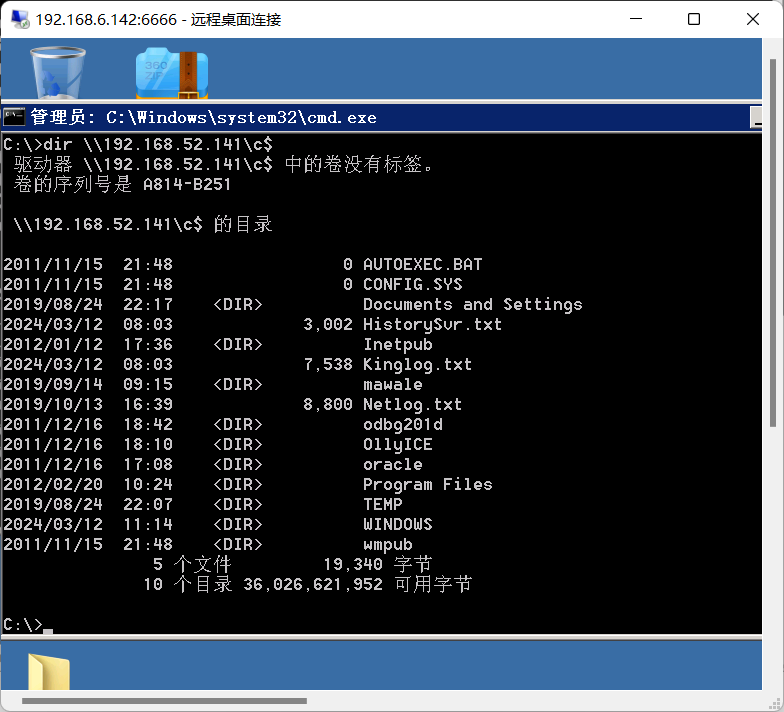 192.168.6.142:6666 - 远程桌面连接
360
ZIP
管理员: C:\Windows\system32\cmd.exe
C:\>dir \\192.168.52.141\c$
驱动器 \\192.168.52.141\c$ 中的卷没有标签。
卷的序列号是 A814-B251
\\192.168.52.141\c$ 的目录
2011/11/15  21:48                 0 AUTOEXEC.BAT
2011/11/15  21:48                 0 CONFIG.SYS
2019/08/24  22:17    <DIR>          Documents and Settings
2024/03/12  08:03             3,002 HistorySvr.txt
2012/01/12  17:36    <DIR>          Inetpub
2024/03/12  08:03             7,538 Kinglog.txt
2019/09/14  09:15    <DIR>          mawale
2019/10/13  16:39             8,800 Netlog.txt
2011/12/16  18:42    <DIR>          odbg201d
2011/12/16  18:10    <DIR>          OllyICE
2011/12/16  17:08    <DIR>          oracle
2012/02/20  10:24    <DIR>          Program Files
2019/08/24  22:07    <DIR>          TEMP
2024/03/12  11:14    <DIR>          WINDOWS
2011/11/15  21:48    <DIR>          wmpub
5 个文件         19,340 字节
10 个目录 36,026,621,952 可用字节
C:\>